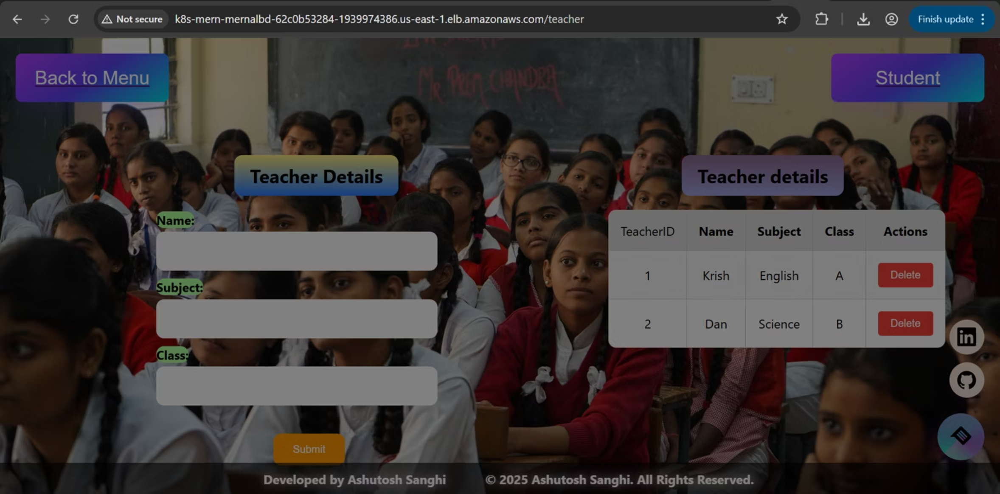 Not secure k8s-mern-mernalbd-62c0b53284-1939974386.us-east-1.elb.amazonaws.com/teacher Finish update
Back to Menu
Student
Mr PREM CHANDRA
Teacher Details
Name:
Subject:
Class:
Submit
Teacher details
TeacherID Name Subject Class Actions
1 Krish English A Delete
2 Dan Science B Delete
in
Developed by Ashutosh Sanghi © 2025 Ashutosh Sanghi. All Rights Reserved.